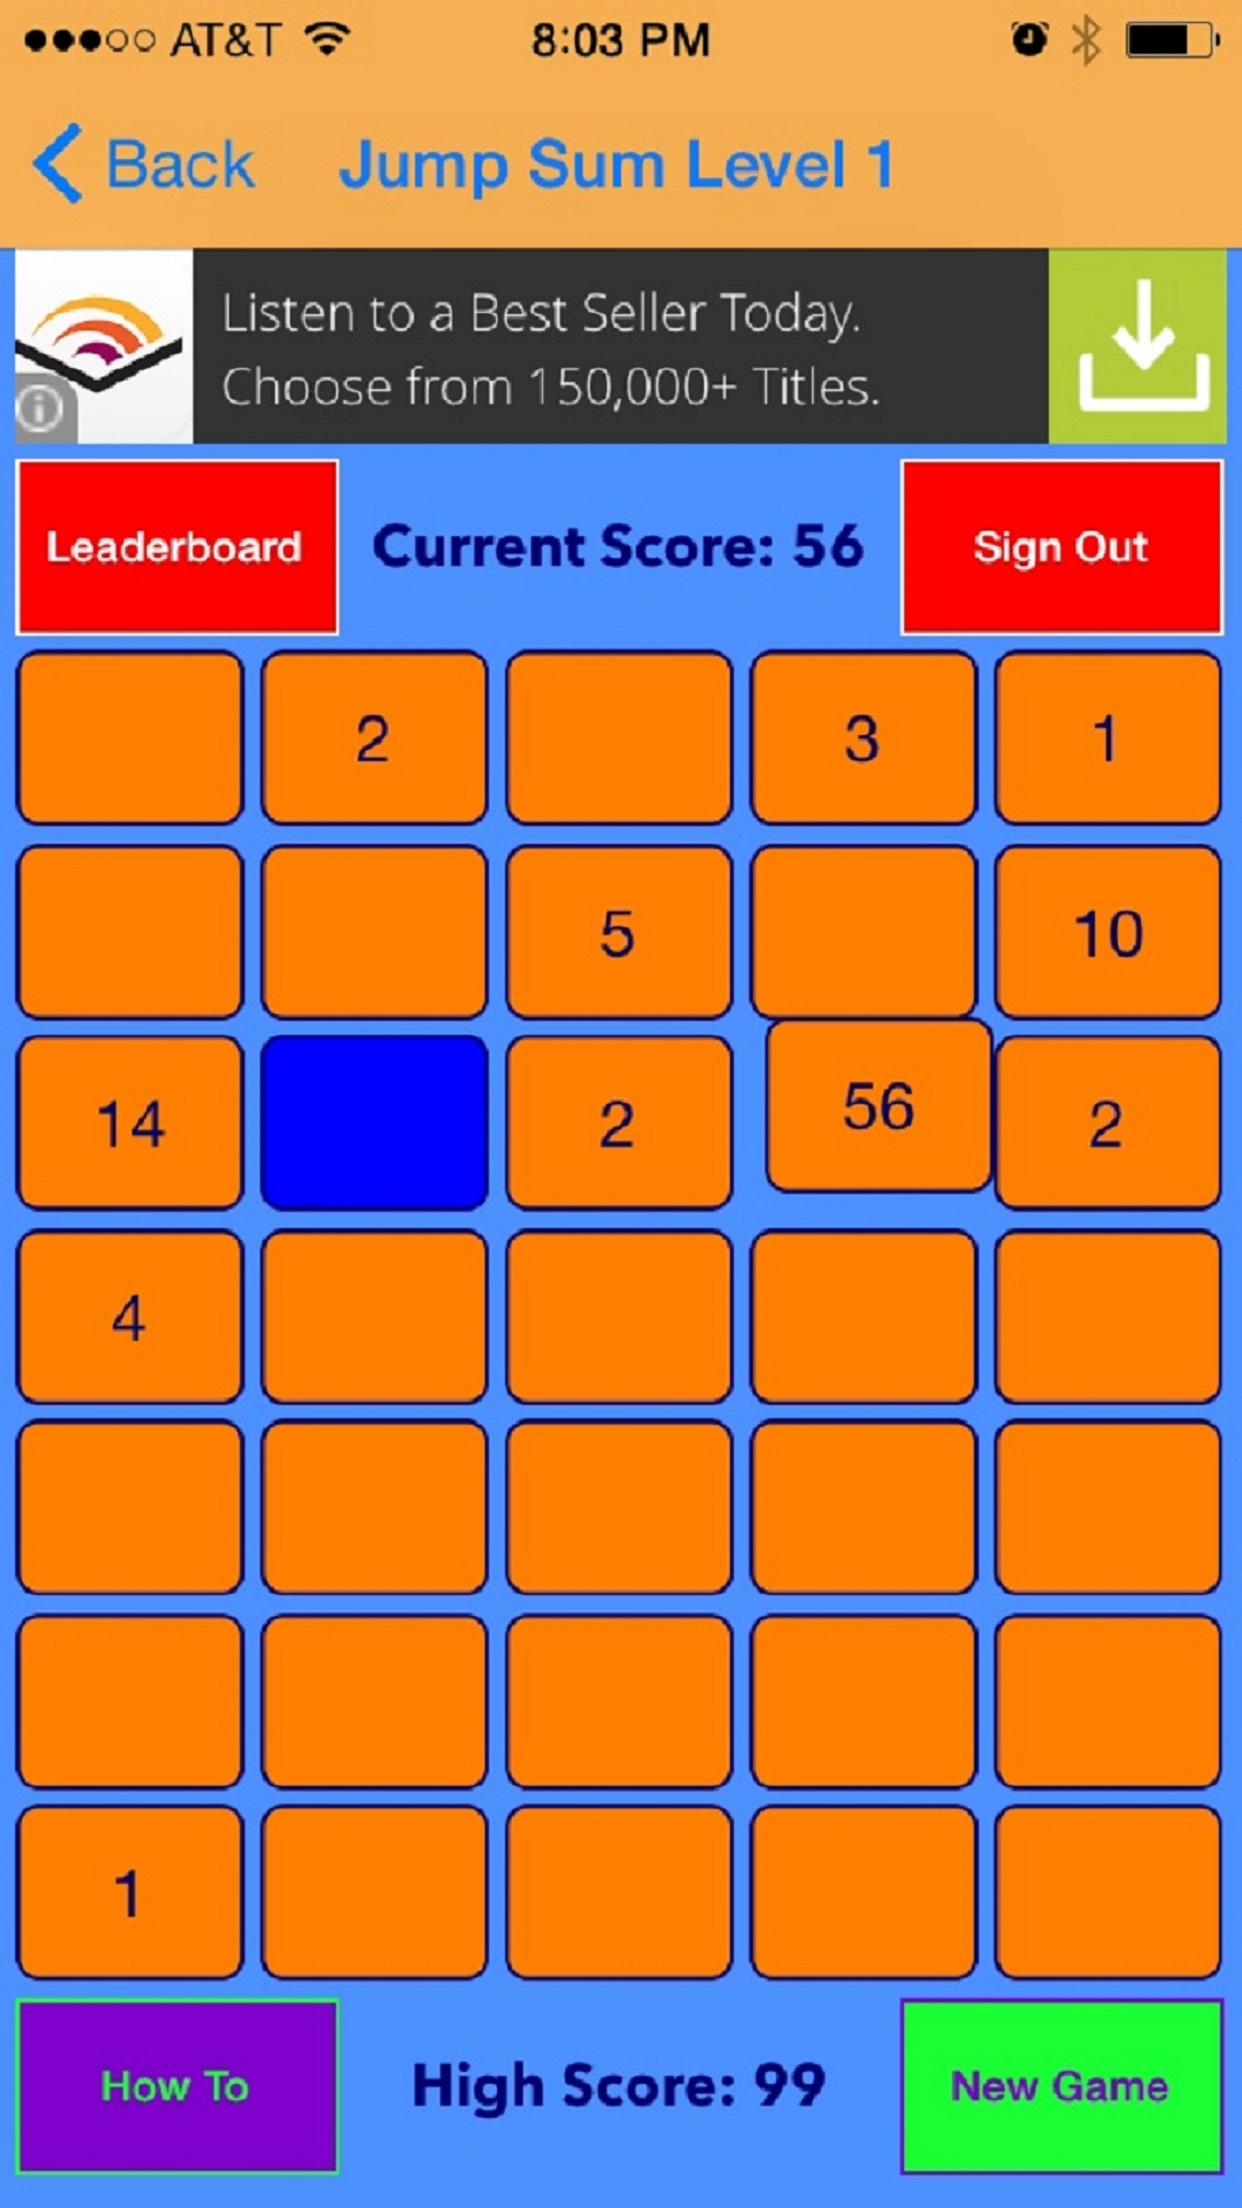 AT&T 8:03 PM
Back Jump Sum Level 1
Listen to a Best Seller Today.
Choose from 150,000+ Titles.
Leaderboard Current Score: 56 Sign Out
2 3 1
5 10
14 2 56 2
4
1
How To High Score: 99 New Game